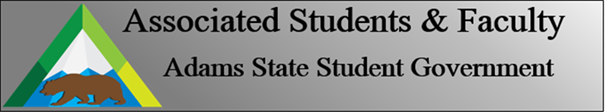 Associated Students & Faculty
Adams State Student Government